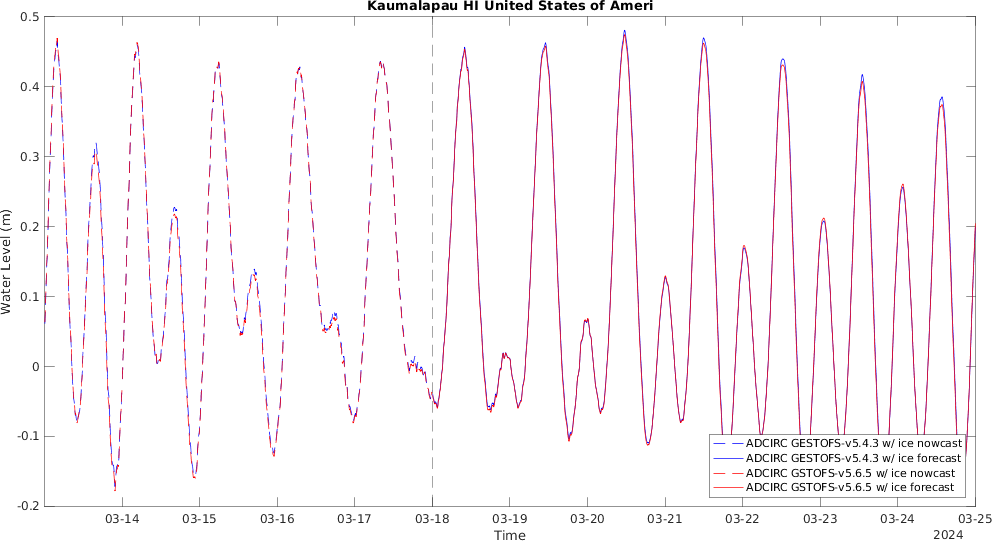 Kaumalapau HI United States of Ameri
0.5
0.4
0.3
0.2
0.1
0
-0.1
-0.2
Water Level (m)
ADCIRC GESTOFS-v5.4.3 w/ ice nowcast
ADCIRC GESTOFS-v5.4.3 w/ ice forecast
ADCIRC GSTOFS-v5.6.5 w/ ice nowcast
ADCIRC GSTOFS-v5.6.5 w/ ice forecast
03-14 03-15 03-16 03-17 03-18 03-19 03-20 03-21 03-22 03-23 03-24 03-25
Time
2024